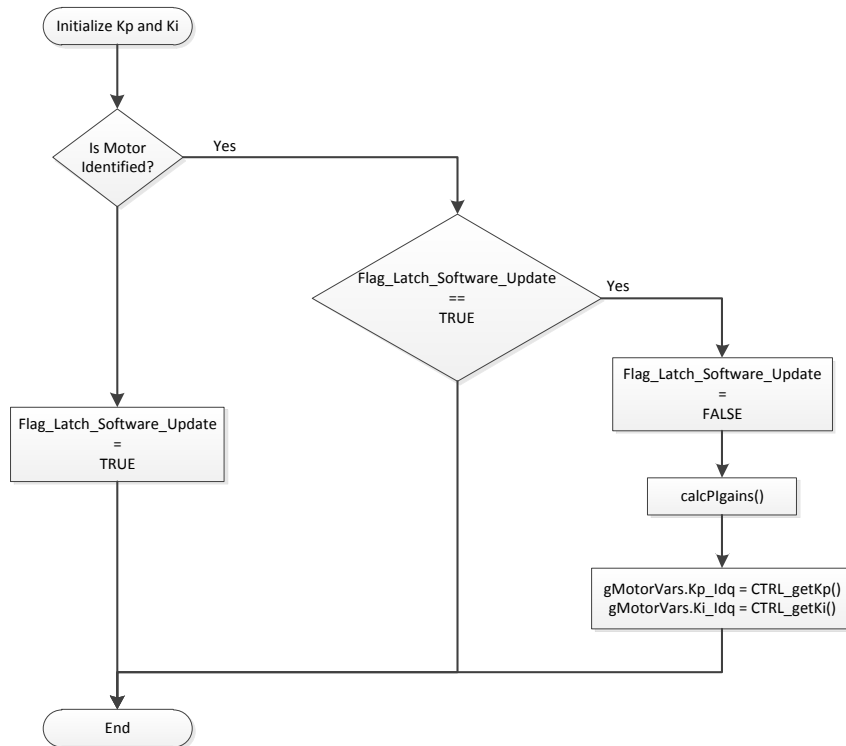 Initialize Kp and Ki
Is Motor
Identified?
Yes
Flag_Latch_Software_Update
==
TRUE
Yes
Flag_Latch_Software_Update
=
FALSE
Flag_Latch_Software_Update
=
TRUE
calcPIgains()
gMotorVars.Kp_Idq = CTRL_getKp()
gMotorVars.Ki_Idq = CTRL_getKi()
End